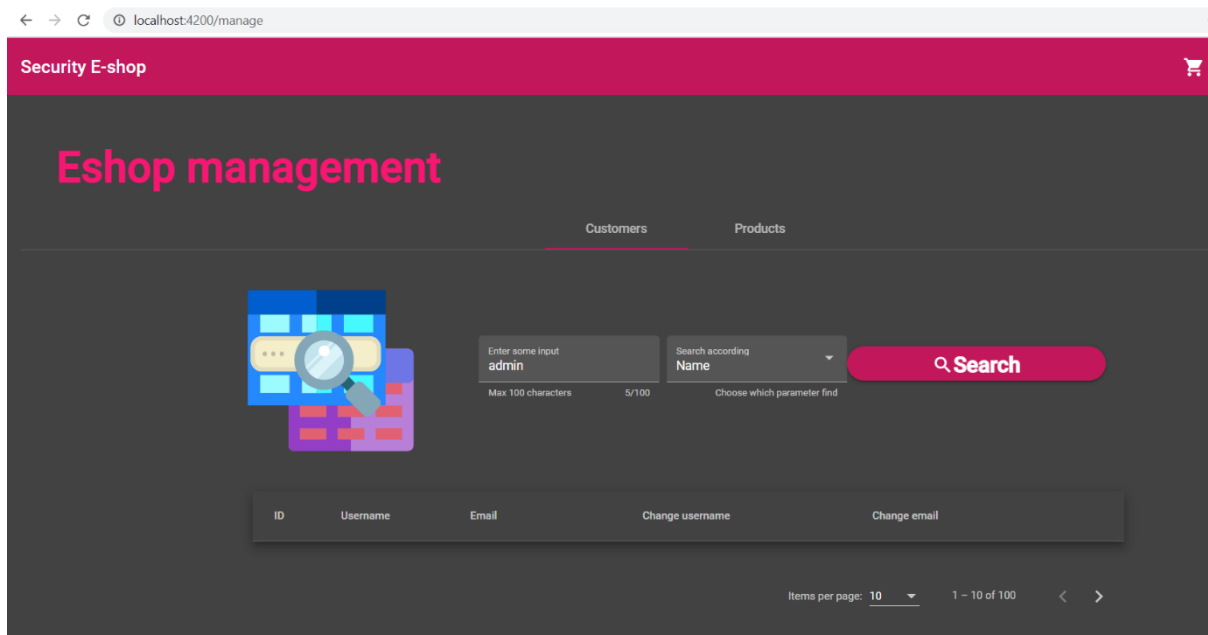 localhost:4200/manage
Security E-shop
Eshop management
Customers Products
Enter some input Search according
admin Name Search
Max 100 characters 5/100 Choose which parameter find
ID Username Email Change username Change email
Items per page: 10 1 – 10 of 100